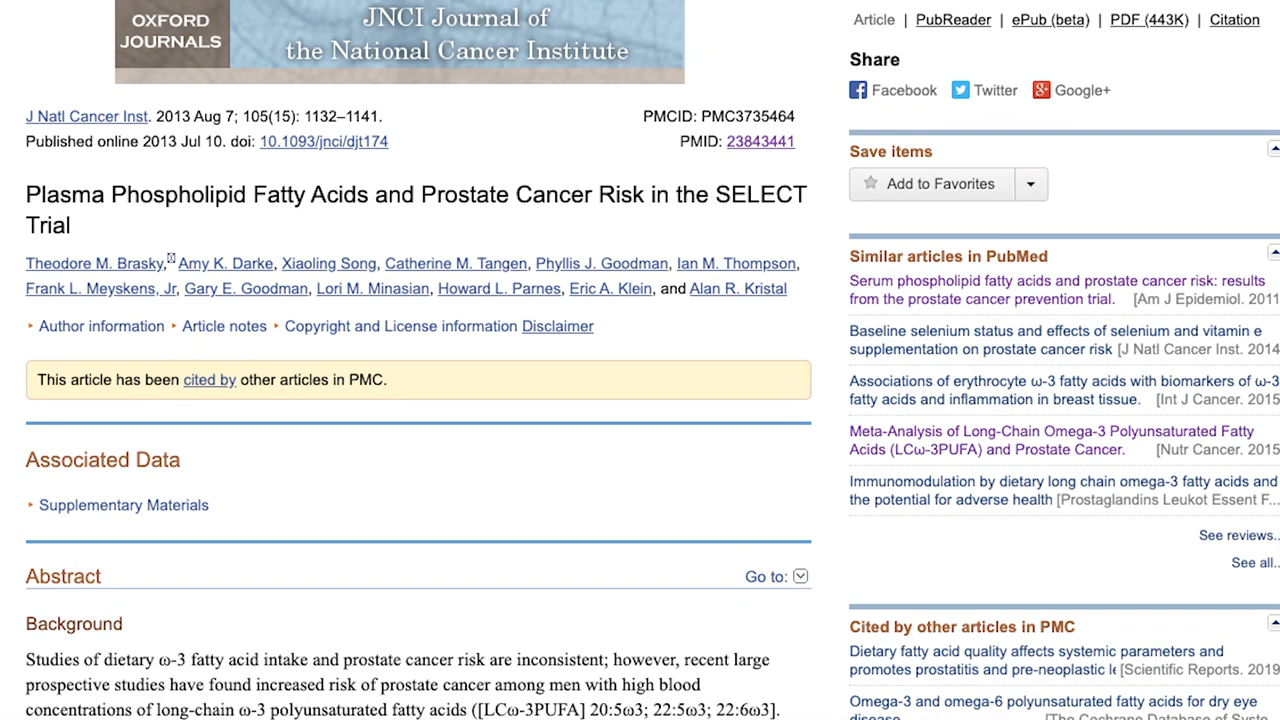 OXFORD
JOURNALS
JNCI Journal of
the National Cancer Institute
J Natl Cancer Inst. 2013 Aug 7; 105(15): 1132–1141.
PMCID: PMC3735464
Published online 2013 Jul 10. doi: 10.1093/jnci/djt174
PMID: 23843441
Plasma Phospholipid Fatty Acids and Prostate Cancer Risk in the SELECT
Trial
Theodore M. Brasky, Amy K. Darke, Xiaoling Song, Catherine M. Tangen, Phyllis J. Goodman, Ian M. Thompson,
Frank L. Meyskens, Jr, Gary E. Goodman, Lori M. Minasian, Howard L. Parnes, Eric A. Klein, and Alan R. Kristal
Author information Article notes Copyright and License information Disclaimer
This article has been cited by other articles in PMC.
Associated Data
Supplementary Materials
Abstract
Go to:
Background
Studies of dietary ω-3 fatty acid intake and prostate cancer risk are inconsistent; however, recent large
prospective studies have found increased risk of prostate cancer among men with high blood
concentrations of long-chain ω-3 polyunsaturated fatty acids ([LCω-3PUFA] 20:5ω3; 22:5ω3; 22:6ω3].
Article | PubReader | ePub (beta) | PDF (443K) | Citation
Share
Facebook Twitter Google+
Save items
Add to Favorites
Similar articles in PubMed
Serum phospholipid fatty acids and prostate cancer risk: results
from the prostate cancer prevention trial. [Am J Epidemiol. 2011
Baseline selenium status and effects of selenium and vitamin e
supplementation on prostate cancer risk [J Natl Cancer Inst. 2014
Associations of erythrocyte ω-3 fatty acids with biomarkers of ω-3
fatty acids and inflammation in breast tissue. [Int J Cancer. 2015
Meta-Analysis of Long-Chain Omega-3 Polyunsaturated Fatty
Acids (LCω-3PUFA) and Prostate Cancer. [Nutr Cancer. 2015
Immunomodulation by dietary long chain omega-3 fatty acids and
the potential for adverse health [Prostaglandins Leukot Essent F...
See reviews..
See all..
Cited by other articles in PMC
Dietary fatty acid quality affects systemic parameters and
promotes prostatitis and pre-neoplastic le [Scientific Reports. 2019
Omega-3 and omega-6 polyunsaturated fatty acids for dry eye
disease. [The Cochrane Database of Syste